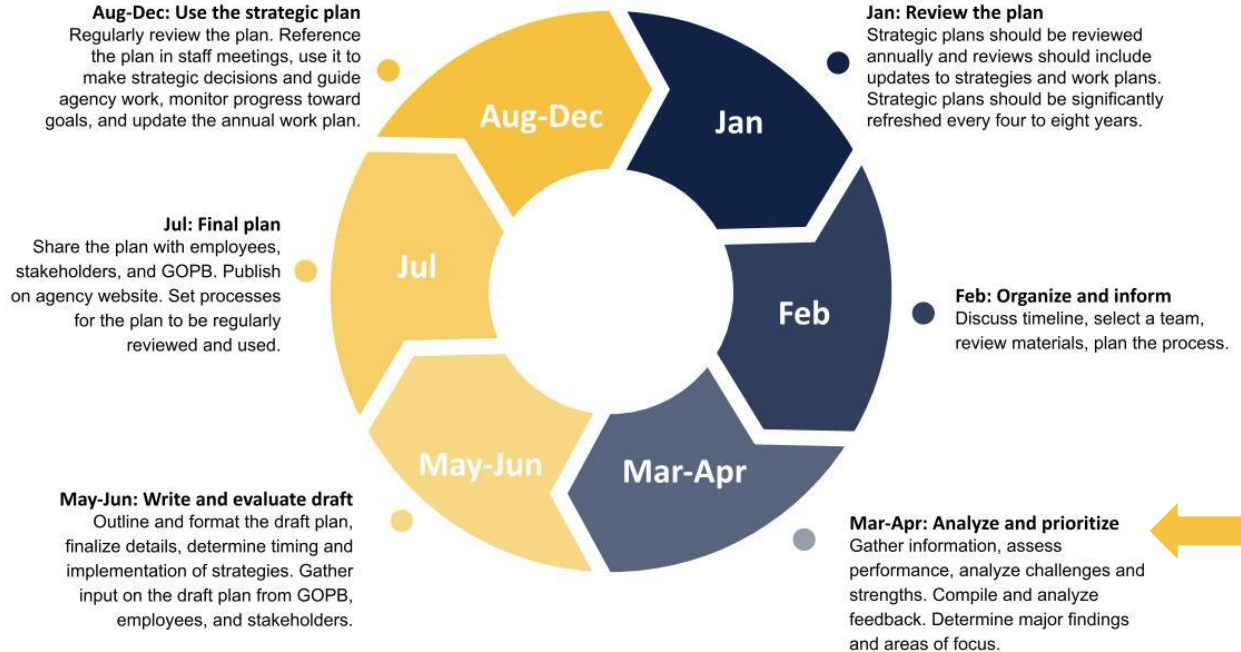 Aug-Dec: Use the strategic plan
Regularly review the plan. Reference
the plan in staff meetings, use it to
make strategic decisions and guide
agency work, monitor progress toward
goals, and update the annual work plan.
Jan: Review the plan
Strategic plans should be reviewed
annually and reviews should include
updates to strategies and work plans.
Strategic plans should be significantly
refreshed every four to eight years.
Aug-Dec
Jan
Jul: Final plan
Share the plan with employees,
stakeholders, and GOPB. Publish
on agency website. Set processes
for the plan to be regularly
reviewed and used.
Jul
Feb
Feb: Organize and inform
Discuss timeline, select a team,
review materials, plan the process.
May-Jun
Mar-Apr
May-Jun: Write and evaluate draft
Outline and format the draft plan,
finalize details, determine timing and
implementation of strategies. Gather
input on the draft plan from GOPB,
employees, and stakeholders.
Mar-Apr: Analyze and prioritize
Gather information, assess
performance, analyze challenges and
strengths. Compile and analyze
feedback. Determine major findings
and areas of focus.